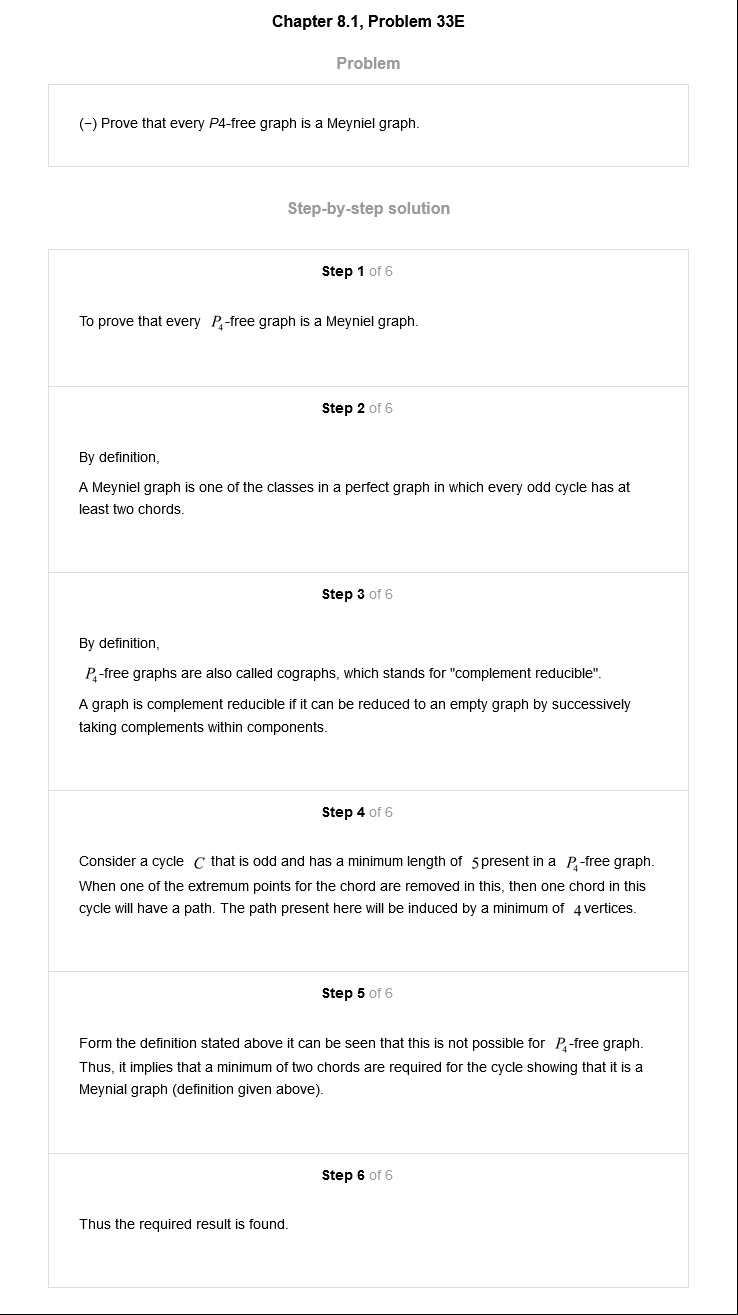 Chapter 8.1, Problem 33E
Problem
(−) Prove that every P4-free graph is a Meyniel graph.
Step-by-step solution
Step 1 of 6
To prove that every P4-free graph is a Meyniel graph.
Step 2 of 6
By definition,
A Meyniel graph is one of the classes in a perfect graph in which every odd cycle has at
least two chords.
Step 3 of 6
By definition,
P4-free graphs are also called cographs, which stands for "complement reducible".
A graph is complement reducible if it can be reduced to an empty graph by successively
taking complements within components.
Step 4 of 6
Consider a cycle C that is odd and has a minimum length of 5 present in a P4-free graph.
When one of the extremum points for the chord are removed in this, then one chord in this
cycle will have a path. The path present here will be induced by a minimum of 4 vertices.
Step 5 of 6
Form the definition stated above it can be seen that this is not possible for P4-free graph.
Thus, it implies that a minimum of two chords are required for the cycle showing that it is a
Meynial graph (definition given above).
Step 6 of 6
Thus the required result is found.